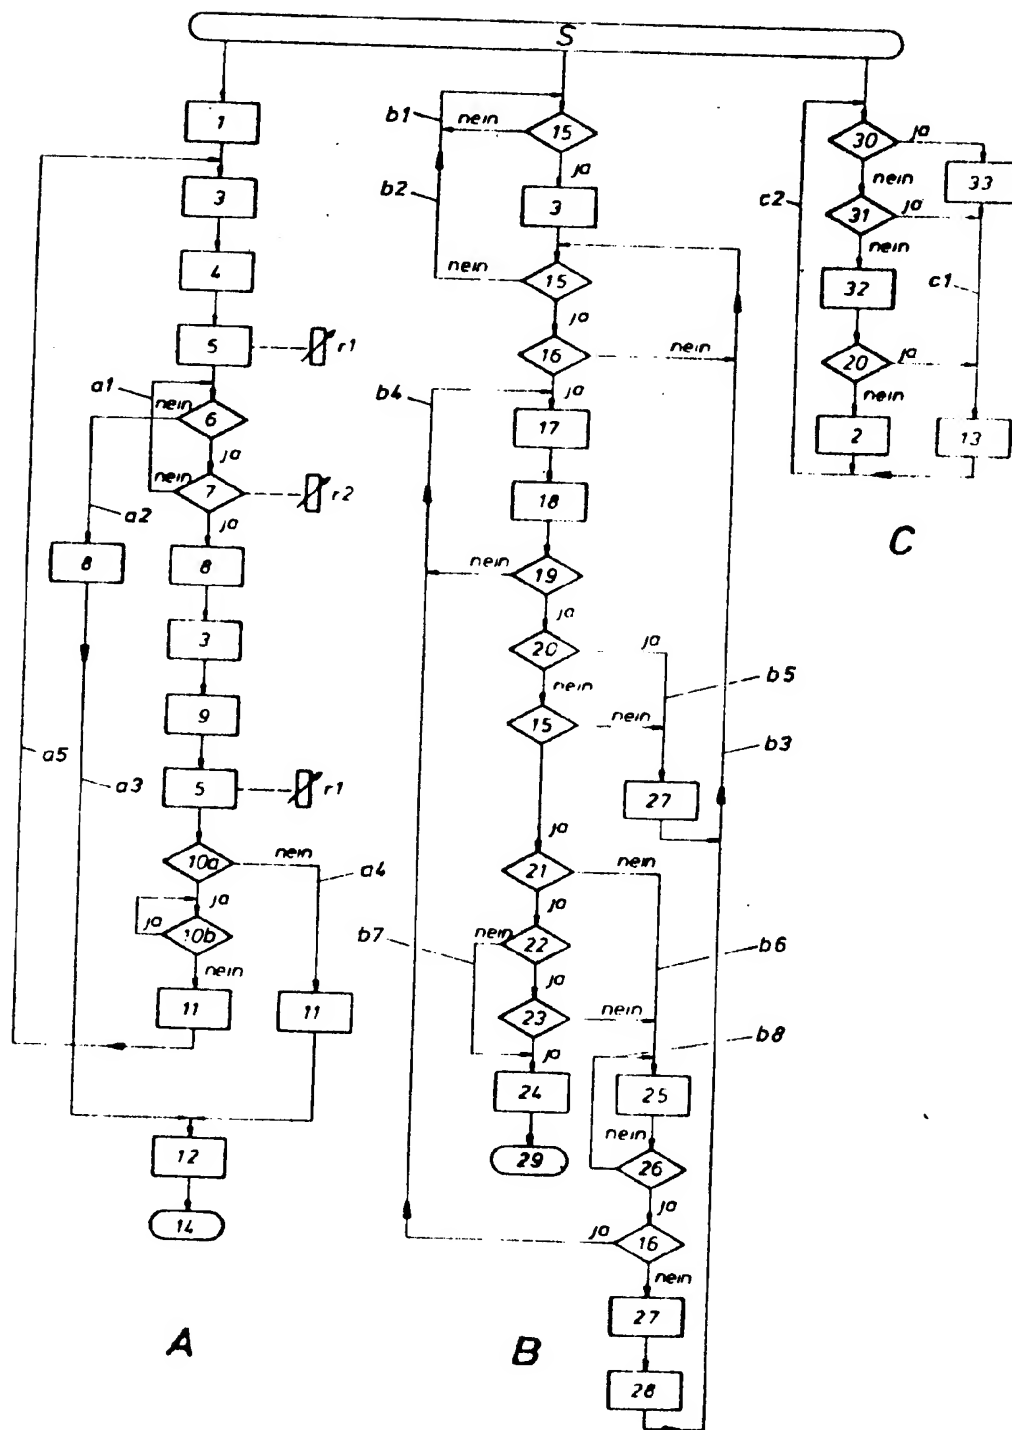 S
1
3
4
5
r1
a1
nein
6
ja
a2
nein
7
r2
ja
8
8
3
9
a5
a3
5
r1
10a
nein
ja
a4
ja
10b
nein
11
11
12
14
A
b1
nein
15
ja
b2
3
nein
15
ja
16
nein
b4
ja
17
18
nein
19
ja
20
ja
nein
b5
15
nein
b3
27
ja
21
nein
ja
b7
nein
22
b6
ja
23
nein
ja
b8
24
25
nein
29
26
ja
ja
16
nein
27
28
B
30
ja
nein
33
c2
31
ja
nein
32
c1
20
ja
nein
2
13
C